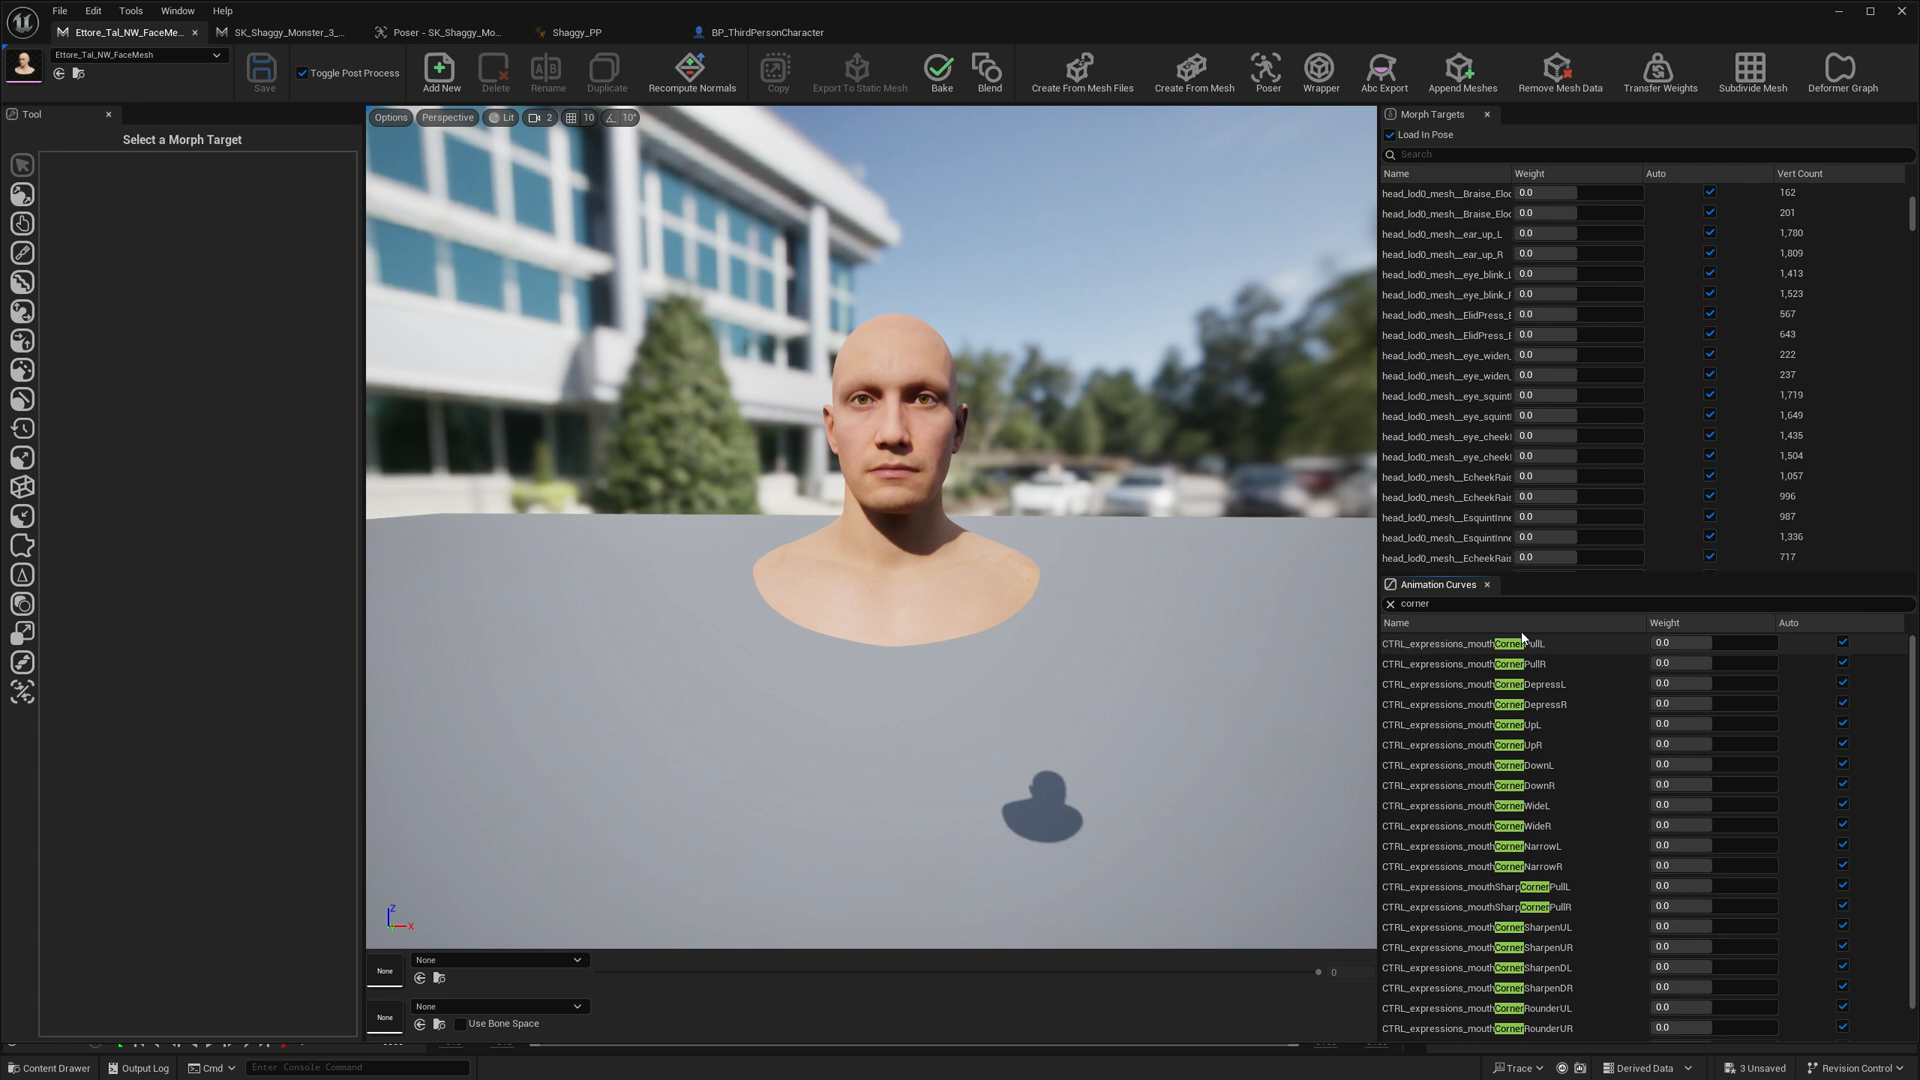 File Edit Tools Window Help
Ettore_Tal_NW_FaceMe... SK_Shaggy_Monster_3_... Poser - SK_Shaggy_Mo... Shaggy_PP BP_ThirdPersonCharacter
Ettore_Tal_NW_FaceMesh
Toggle Post Process
Save Add New Delete Rename Duplicate Recompute Normals Copy Export To Static Mesh Bake Blend Create From Mesh Files Create From Mesh Poser Wrapper Abc Export Append Meshes Remove Mesh Data Transfer Weights Subdivide Mesh Deformer Graph
Tool
Select a Morph Target
Options Perspective Lit 2 10 10°
Z
X
Morph Targets
Load In Pose
Search
Name Weight Auto Vert Count
head_lod0_mesh__Braise_Eloc 0.0 162
head_lod0_mesh__Braise_Eloc 0.0 201
head_lod0_mesh__ear_up_L 0.0 1,780
head_lod0_mesh__ear_up_R 0.0 1,809
head_lod0_mesh__eye_blink_L 0.0 1,413
head_lod0_mesh__eye_blink_F 0.0 1,523
head_lod0_mesh__ElidPress_E 0.0 567
head_lod0_mesh__ElidPress_E 0.0 643
head_lod0_mesh__eye_widen_ 0.0 222
head_lod0_mesh__eye_widen_ 0.0 237
head_lod0_mesh__eye_squintI 0.0 1,719
head_lod0_mesh__eye_squintI 0.0 1,649
head_lod0_mesh__eye_cheekI 0.0 1,435
head_lod0_mesh__eye_cheekI 0.0 1,504
head_lod0_mesh__EcheekRais 0.0 1,057
head_lod0_mesh__EcheekRais 0.0 996
head_lod0_mesh__EsquintInne 0.0 987
head_lod0_mesh__EsquintInne 0.0 1,336
head_lod0_mesh__EcheekRais 0.0 717
Animation Curves
corner
Name Weight Auto
CTRL_expressions_mouthCornerPullL 0.0
CTRL_expressions_mouthCornerPullR 0.0
CTRL_expressions_mouthCornerDepressL 0.0
CTRL_expressions_mouthCornerDepressR 0.0
CTRL_expressions_mouthCornerUpL 0.0
CTRL_expressions_mouthCornerUpR 0.0
CTRL_expressions_mouthCornerDownL 0.0
CTRL_expressions_mouthCornerDownR 0.0
CTRL_expressions_mouthCornerWideL 0.0
CTRL_expressions_mouthCornerWideR 0.0
CTRL_expressions_mouthCornerNarrowL 0.0
CTRL_expressions_mouthCornerNarrowR 0.0
CTRL_expressions_mouthSharpCornerPullL 0.0
CTRL_expressions_mouthSharpCornerPullR 0.0
CTRL_expressions_mouthCornerSharpenUL 0.0
CTRL_expressions_mouthCornerSharpenUR 0.0
CTRL_expressions_mouthCornerSharpenDL 0.0
CTRL_expressions_mouthCornerSharpenDR 0.0
CTRL_expressions_mouthCornerRounderUL 0.0
CTRL_expressions_mouthCornerRounderUR 0.0
None None 0
None None
Use Bone Space
Content Drawer Output Log Cmd Enter Console Command Trace Derived Data 3 Unsaved Revision Control